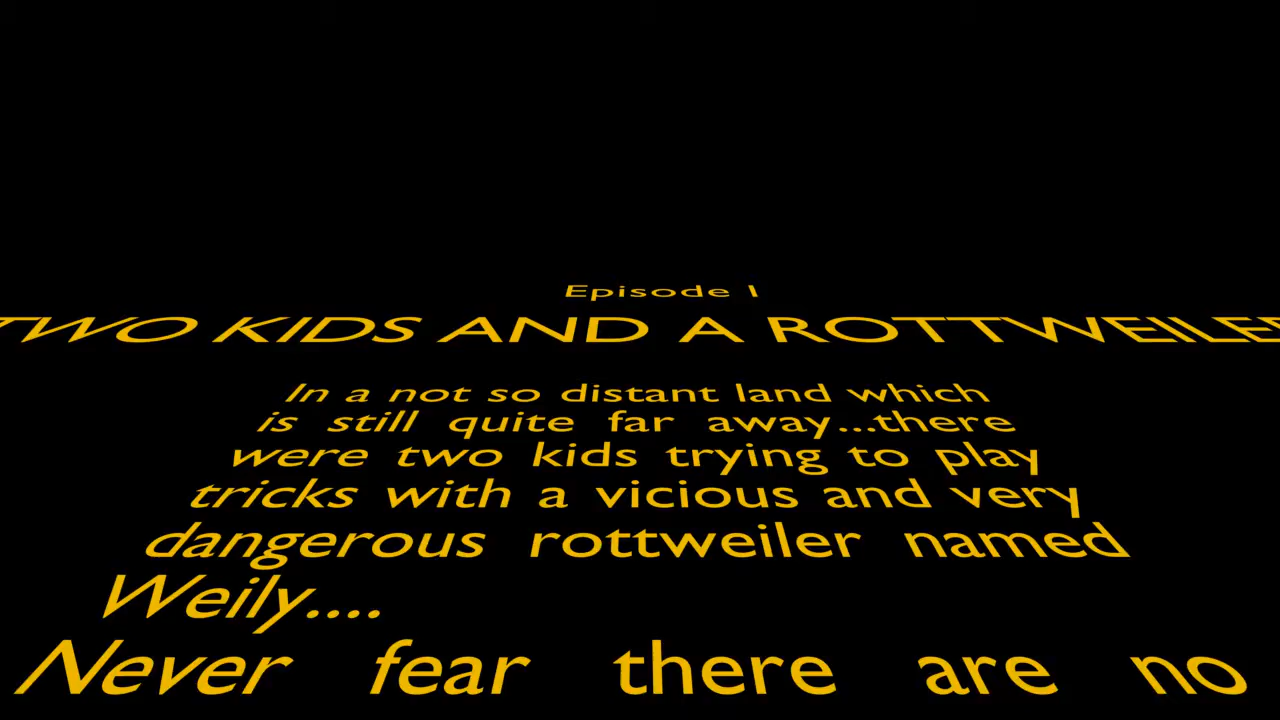 Episode I
TWO KIDS AND A ROTTWEILER
In a not so distant land which
is still quite far away...there
were two kids trying to play
tricks with a vicious and very
dangerous rottweiler named
Weily....
Never fear there are no